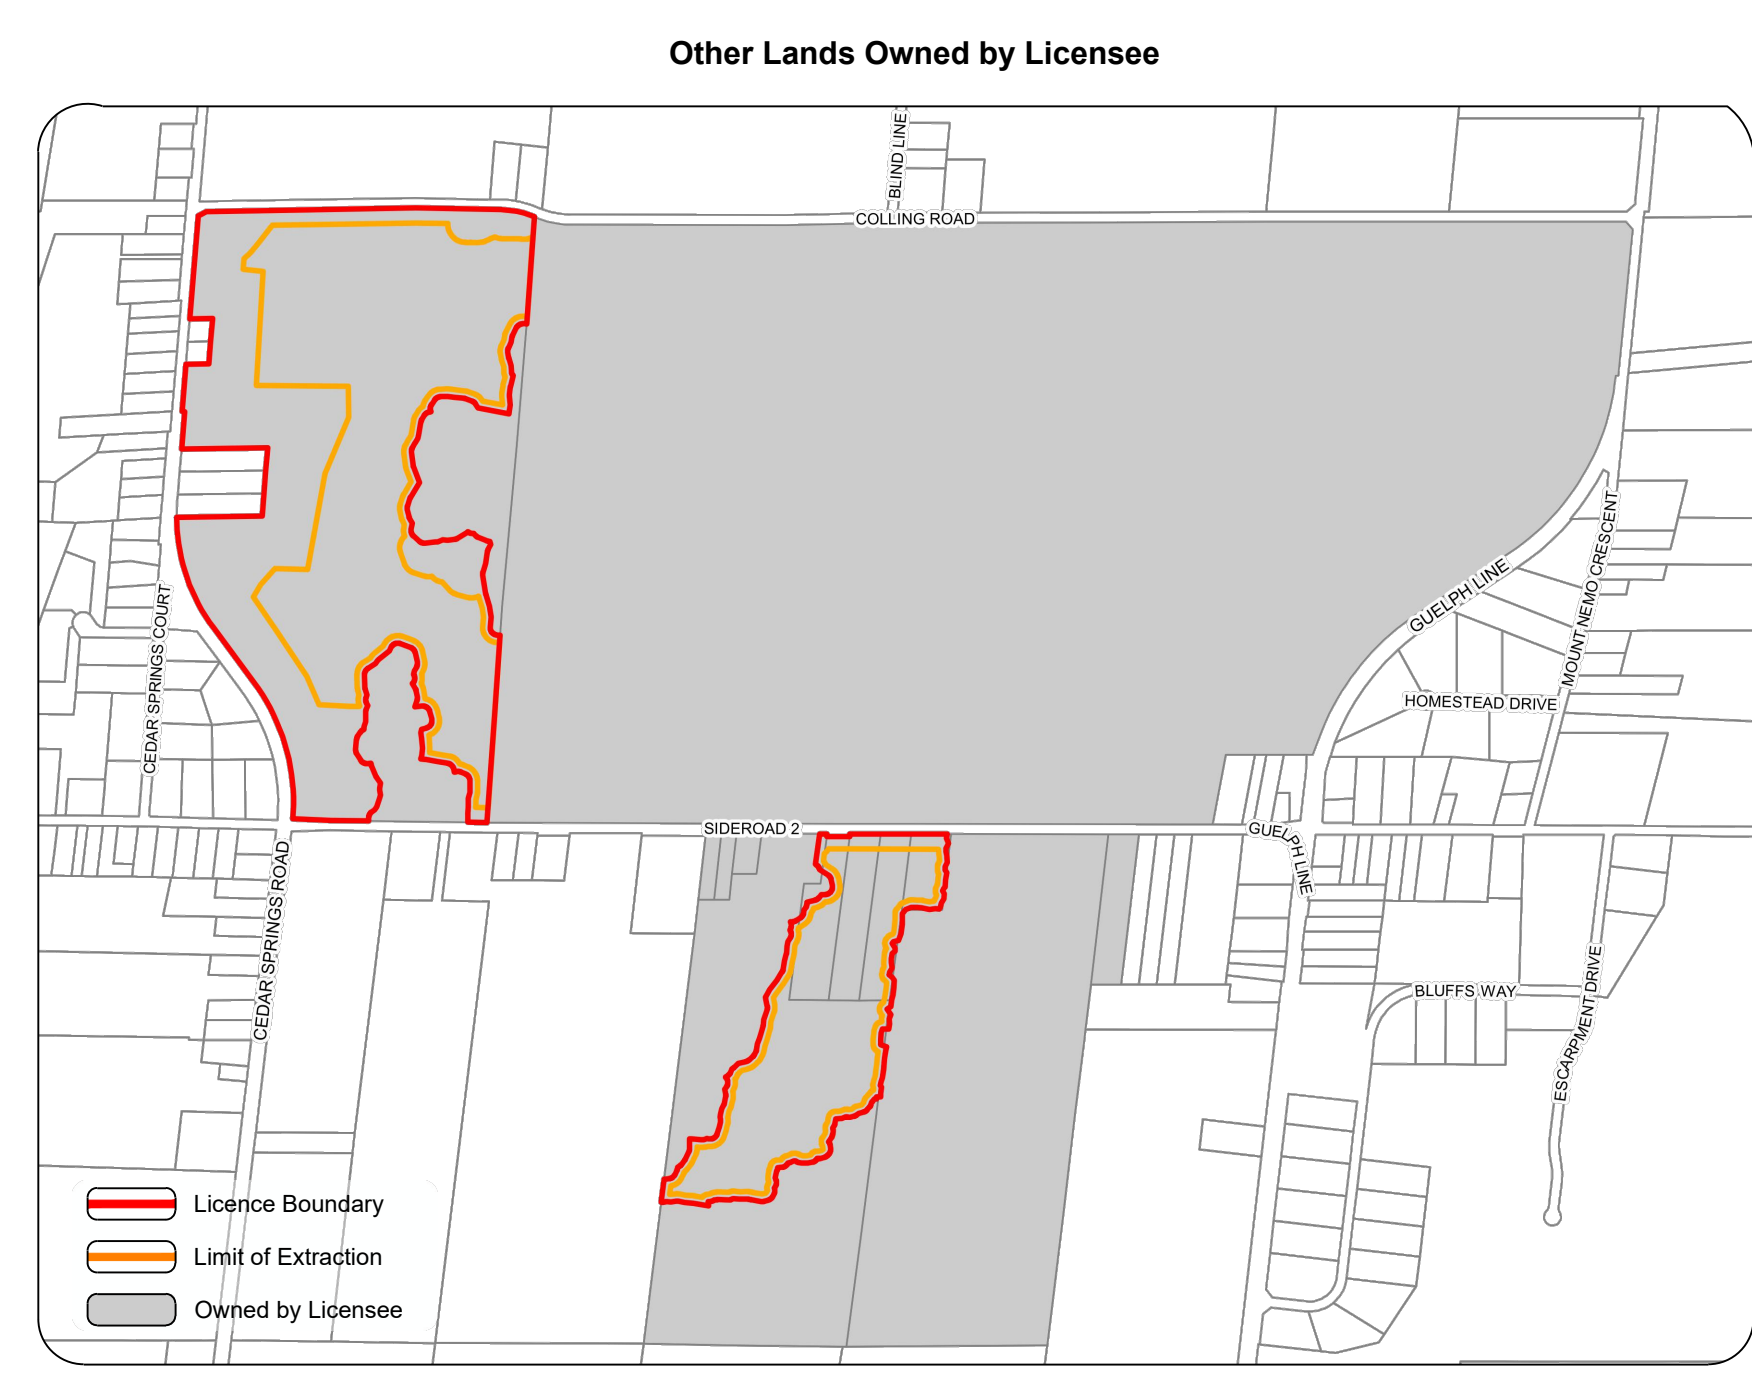 Other Lands Owned by Licensee
BLIND LINE
COLLING ROAD
MOUNT NEMO CRESCENT
GUELPH LINE
CEDAR SPRINGS COURT
HOMESTEAD DRIVE
SIDEROAD 2
GUELPH LINE
CEDAR SPRINGS ROAD
BLUFFS WAY
ESCARPMENT DRIVE
Licence Boundary
Limit of Extraction
Owned by Licensee